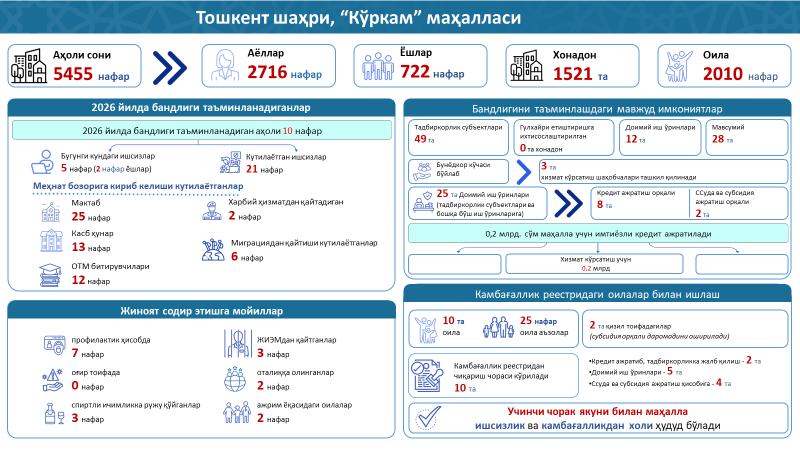 Тошкент шаҳри, “Кўркам” маҳалласи
Аҳоли сони
5455 нафар
Аёллар
2716 нафар
Ёшлар
722 нафар
Хонадон
1521 та
Оила
2010 нафар
2026 йилда бандлиги таъминланадиганлар
2026 йилда бандлиги таъминланадиган аҳоли 10 нафар
Бугунги кундаги ишсизлар
5 нафар (2 нафар ёшлар)
Кутилаётган ишсизлар
21 нафар
Меҳнат бозорига кириб келиши кутилаётганлар
Мактаб
25 нафар
Касб ҳунар
13 нафар
ОТМ битирувчилари
12 нафар
Харбий ҳизматдан қайтадиган
2 нафар
Миграциядан қайтиши кутилаётганлар
6 нафар
Жиноят содир этишга мойиллар
профилактик ҳисобда
7 нафар
оғир тоифада
0 нафар
спиртли ичимликка ружу қўйганлар
3 нафар
ЖИЭМдан қайтганлар
3 нафар
оталиққа олинганлар
2 нафар
ажрим ёқасидаги оилалар
2 нафар
Бандлигини таъминлашдаги мавжуд имкониятлар
Тадбиркорлик субъектлари
49 та
Гулхайри етиштиришга
ихтисослаштирилган
0 та хонадон
Доимий иш ўринлари
12 та
Мавсумий
28 та
Бунёдкор кўчаси
бўйлаб
3 та
хизмат кўрсатиш шаҳобчалари ташкил қилинади
25 та Доимий иш ўринлари
(тадбиркорлик субъектлари ва
бошқа бўш иш ўринларига)
Кредит ажратиш орқали
8 та
ССуда ва субсидия
ажратиш орқали
2 та
0,2 млрд. сўм маҳалла учун имтиёзли кредит ажратилади
Хизмат кўрсатиш учун
0,2 млрд
Камбағаллик реестридаги оилалар билан ишлаш
10 та
оила
25 нафар
оила аъзолар
2 та қизил тоифадагилар
(субсидия орқали даромадини оширилади)
Камбағаллик реестридан
чиқариш чораси кўрилади
10 та
•Кредит ажратиб, тадбиркорликка жалб қилиш - 2 та
•Доимий иш ўринлари - 5 та
•Ссуда ва субсидия ажратиш ҳисобига - 4 та
Учинчи чорак якуни билан маҳалла
ишсизлик ва камбағалликдан холи ҳудуд бўлади